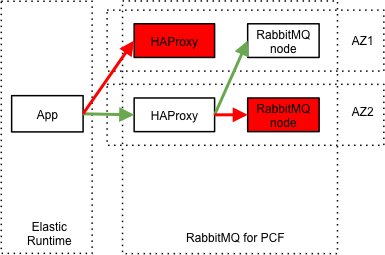 HAProxy
RabbitMQ
node
AZ1
App
HAProxy
RabbitMQ
node
AZ2
Elastic
Runtime
RabbitMQ for PCF